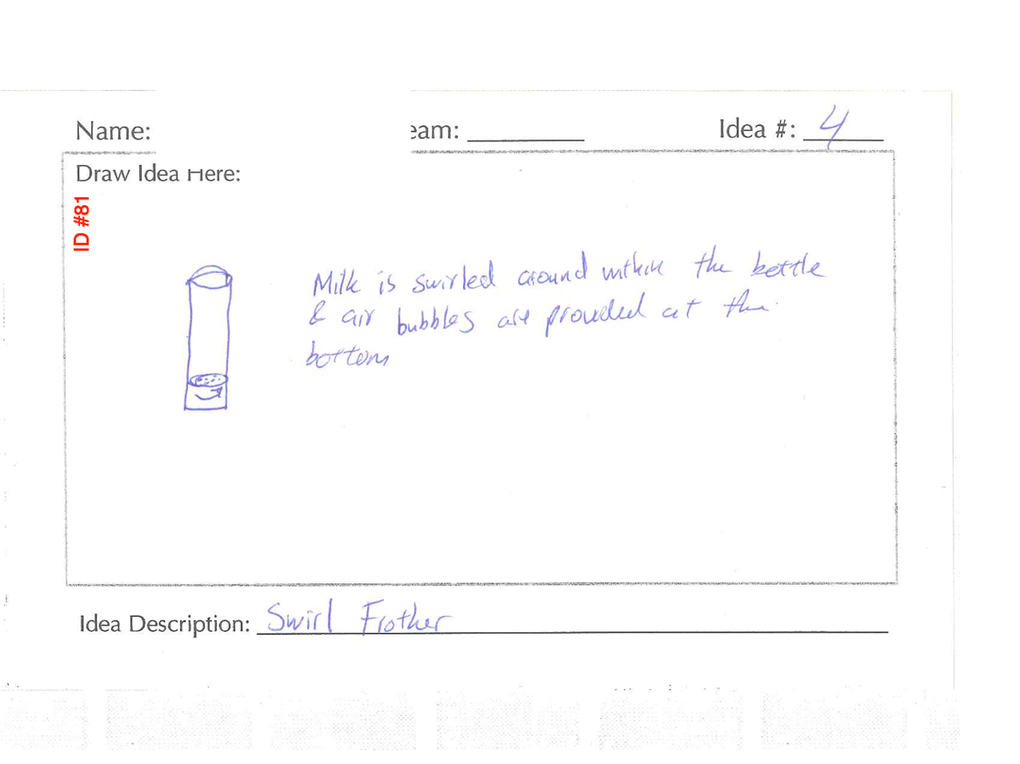 Name:
eam:
Idea #: 4
Draw Idea Here:
ID #81
Milk is swirled around within the bottle
& air bubbles are provided at the
bottom
Idea Description: Swirl Frother